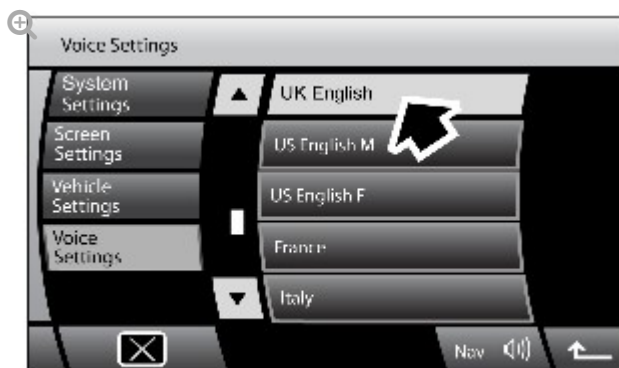 Voice Settings
System
Settings
Screen
Settings
Vehicle
Settings
Voice
Settings
UK English
US English M
US English F
France
Italy
Nav